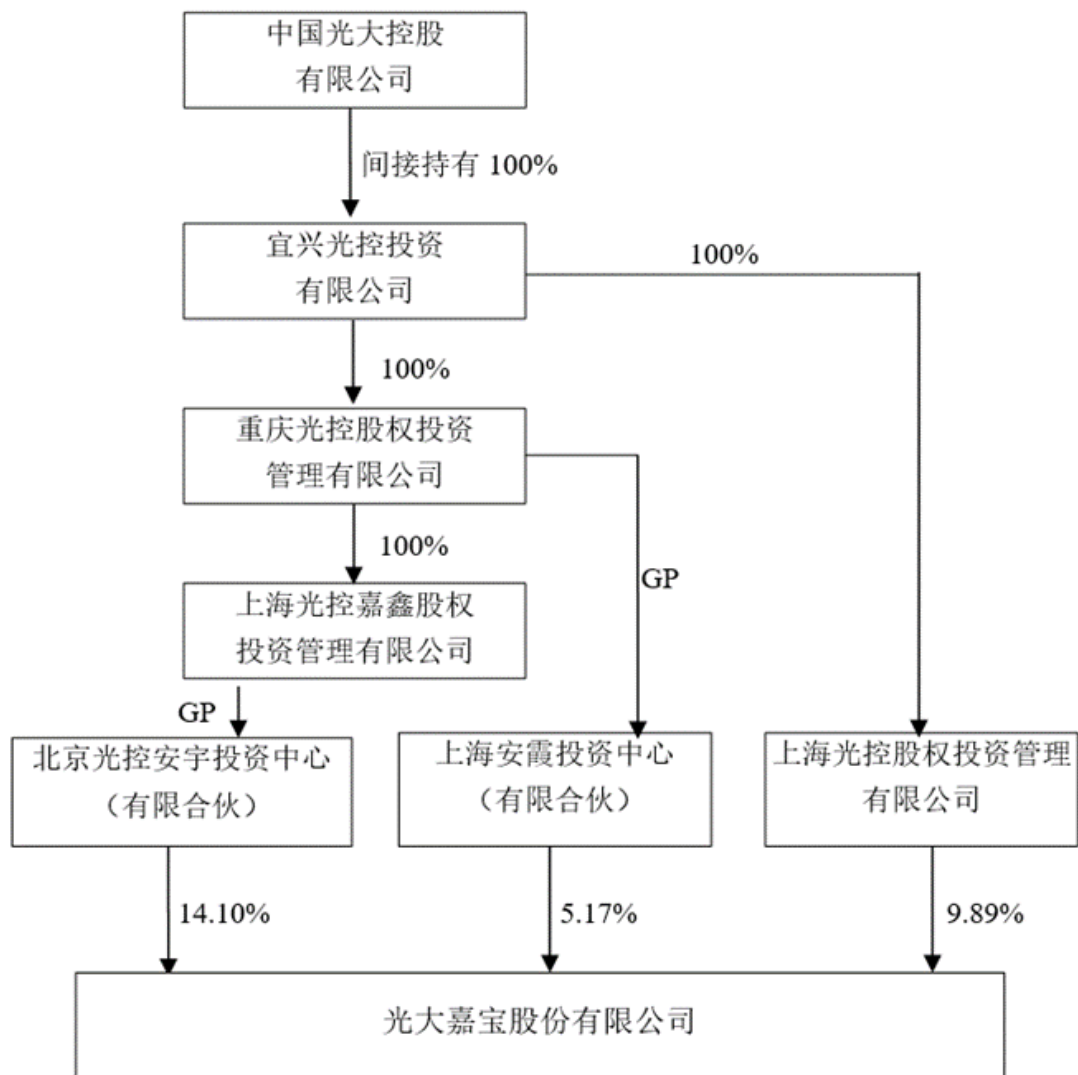 中国光大控股
有限公司
间接持有 100%
宜兴光控投资
有限公司
100%
100%
重庆光控股权投资
管理有限公司
100%
GP
上海光控嘉鑫股权
投资管理有限公司
GP
北京光控安宇投资中心
（有限合伙）
上海安霞投资中心
（有限合伙）
上海光控股权投资管理
有限公司
14.10%
5.17%
9.89%
光大嘉宝股份有限公司